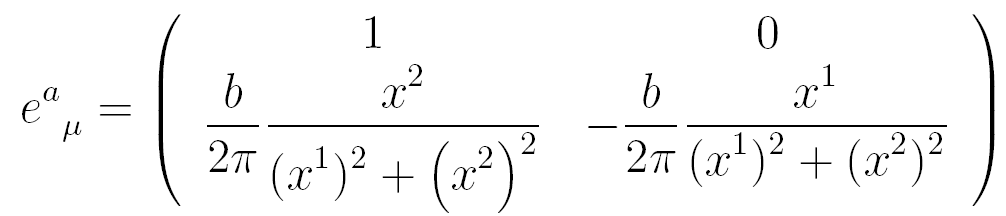 e^a_μ = ( 1 0
b/2π x^2/((x^1)^2 + (x^2)^2) −b/2π x^1/((x^1)^2 + (x^2)^2) )